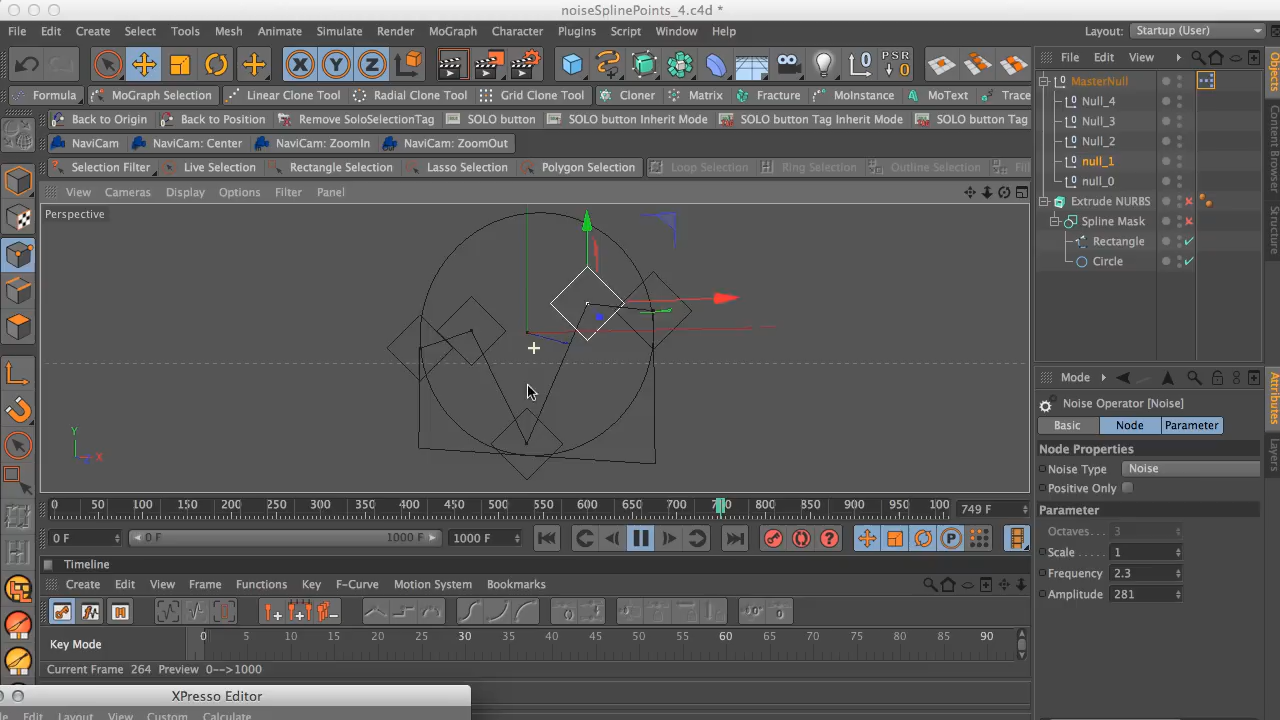 noiseSplinePoints_4.c4d *
File Edit Create Select Tools Mesh Snap Animate Simulate Render MoGraph Character Plugins Script Window Help Layout: Startup (User)
X Y Z PSR 0
File Edit View
Formula MoGraph Selection Linear Clone Tool Radial Clone Tool Grid Clone Tool Cloner Matrix Fracture MoInstance MoText Trace
Back to Origin Back to Position Remove SoloSelectionTag SOLO button SOLO button Inherit Mode SOLO button Tag Inherit Mode SOLO button Tag
NaviCam NaviCam: Center NaviCam: ZoomIn NaviCam: ZoomOut
Selection Filter Live Selection Rectangle Selection Lasso Selection Polygon Selection Loop Selection Ring Selection Outline Selection Fill
View Cameras Display Options Filter Panel
Perspective
Y
X
MasterNull
Null_4
Null_3
Null_2
null_1
null_0
Extrude NURBS
Spline Mask
Rectangle
Circle
Objects
Content Browser
Structure
Mode
Noise Operator [Noise]
Basic Node Parameter
Node Properties
Noise Type Noise
Positive Only
Parameter
Octaves 3
Scale 1
Frequency 2.3
Amplitude 281
Attributes
Layers
0 50 100 150 200 250 300 350 400 450 500 550 600 650 700 800 850 900 950 100 749 F
0 F 0 F 1000 F 1000 F
P
Timeline
Create Edit View Frame Functions Key F-Curve Motion System Bookmarks
Key Mode 0 5 10 15 20 25 30 35 40 45 50 55 60 65 70 75 80 85 90
Current Frame 264 Preview 0-->1000
XPresso Editor
Edit Layout View Custom Calculate